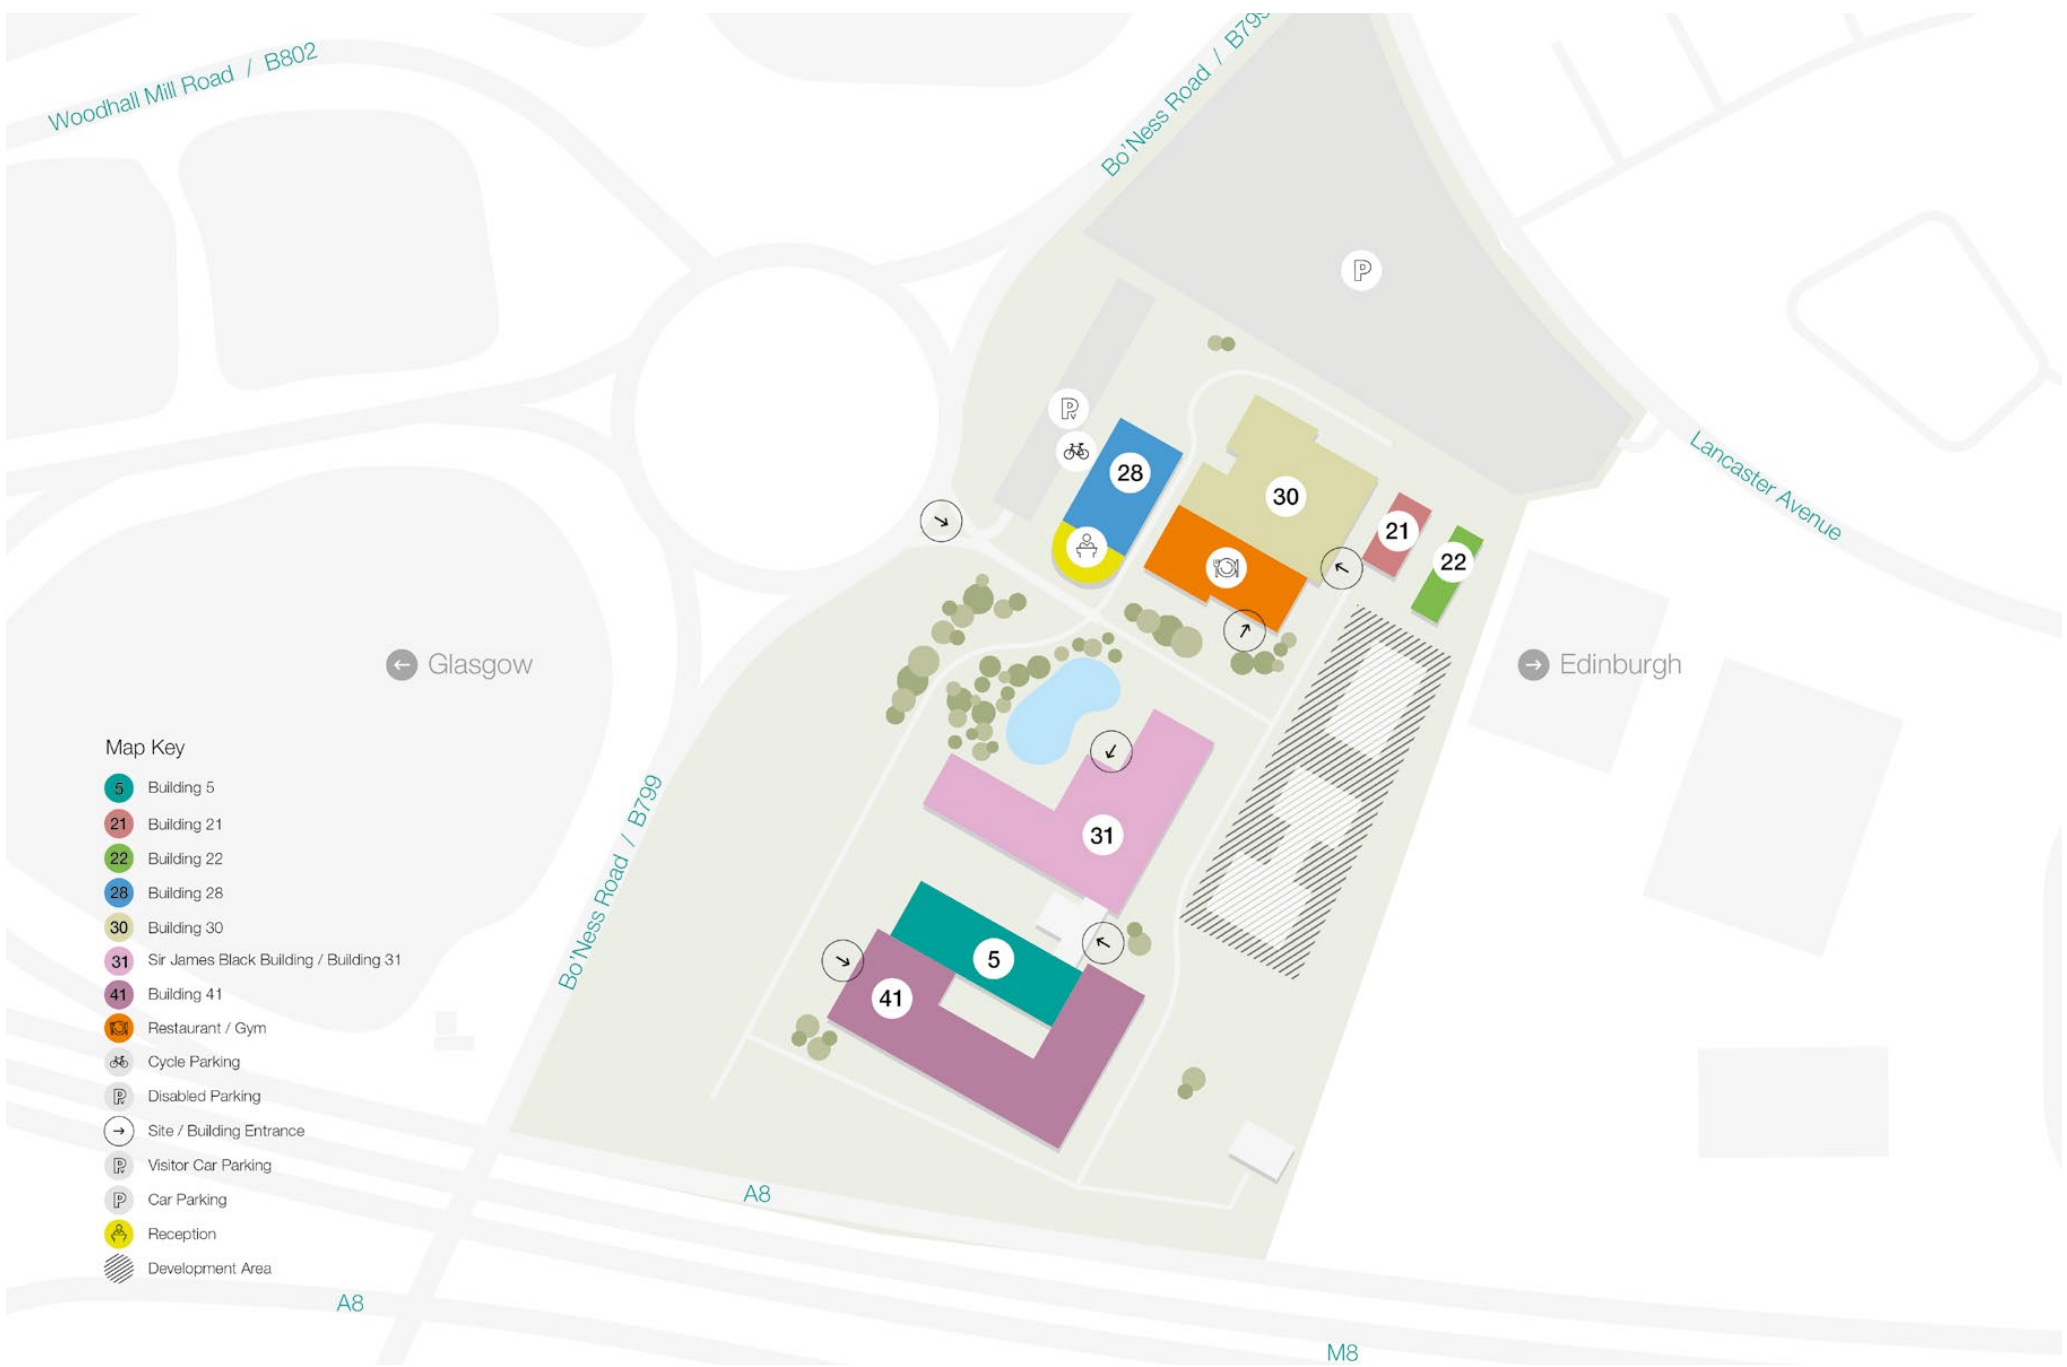 Woodhall Mill Road / B802
Bo'Ness Road / B799
P
Pv
28
30
21
22
Lancaster Avenue
← Glasgow
→ Edinburgh
31
5
41
Bo'Ness Road / B799
Map Key
5 Building 5
21 Building 21
22 Building 22
28 Building 28
30 Building 30
31 Sir James Black Building / Building 31
41 Building 41
Restaurant / Gym
Cycle Parking
Disabled Parking
→ Site / Building Entrance
Visitor Car Parking
P Car Parking
Reception
Development Area
A8
A8
M8